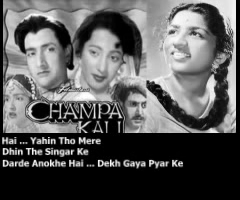 CHAMPA
KALI
Hai ... Yahin Tho Mere
Dhin The Singar Ke
Darde Anokhe Hai ... Dekh Gaya Pyar Ke